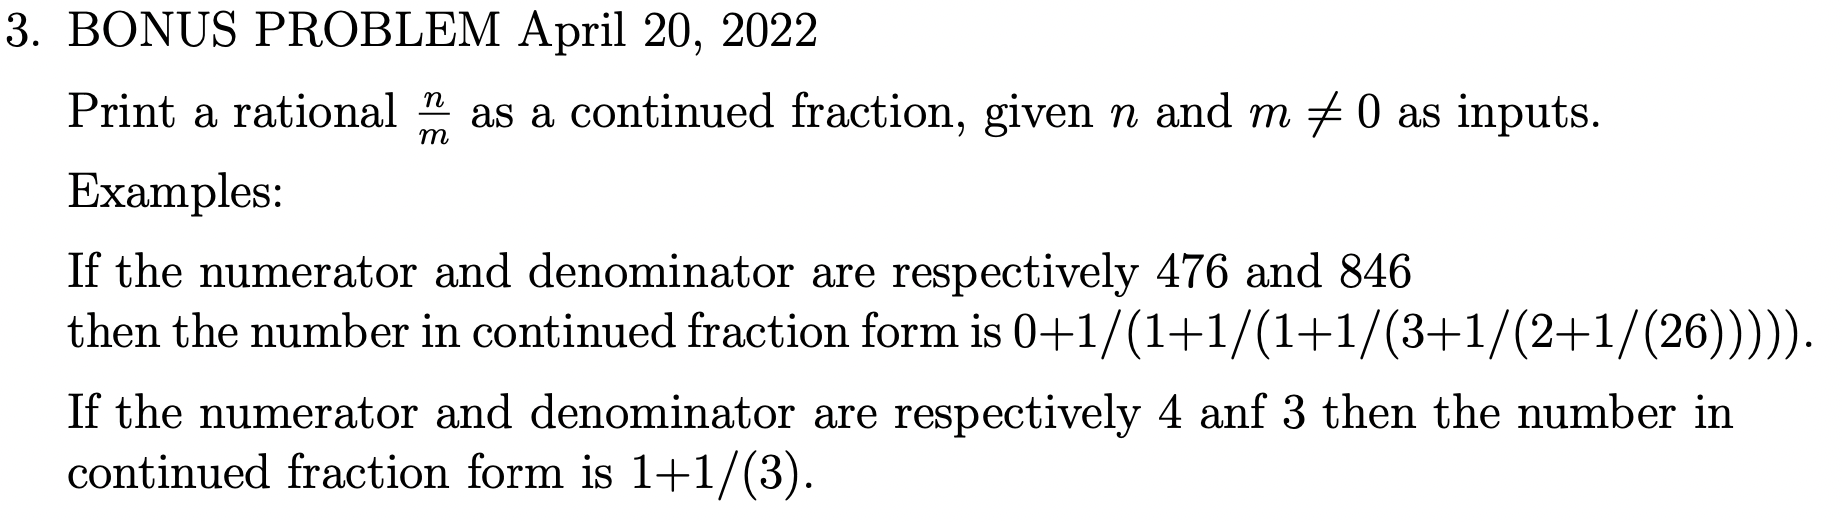 3. BONUS PROBLEM April 20, 2022
Print a rational n/m as a continued fraction, given n and m ≠ 0 as inputs.
Examples:
If the numerator and denominator are respectively 476 and 846
then the number in continued fraction form is 0+1/(1+1/(1+1/(3+1/(2+1/(26))))).
If the numerator and denominator are respectively 4 anf 3 then the number in
continued fraction form is 1+1/(3).